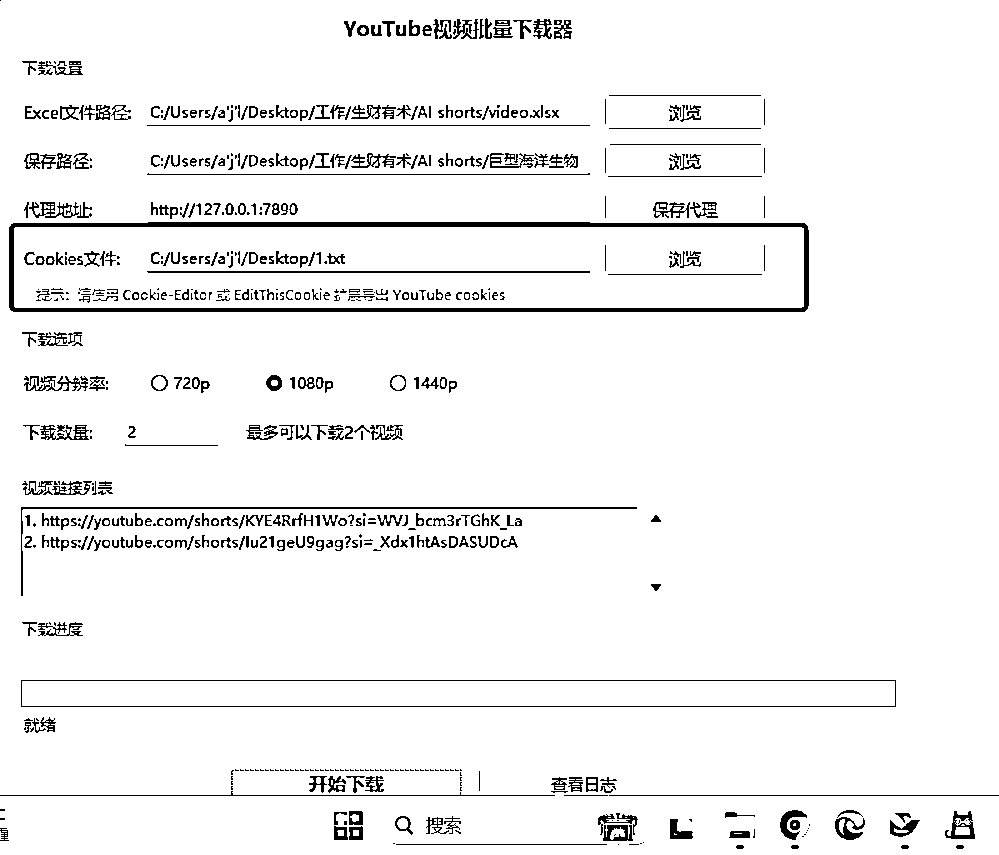 YouTube视频批量下载器
下载设置
Excel文件路径: C:/Users/a'j'l/Desktop/工作/生财有术/AI shorts/video.xlsx 浏览
保存路径: C:/Users/a'j'l/Desktop/工作/生财有术/AI shorts/巨型海洋生物 浏览
代理地址: http://127.0.0.1:7890 保存代理
Cookies文件: C:/Users/a'j'l/Desktop/1.txt 浏览
提示: 请使用 Cookie-Editor 或 EditThisCookie 扩展导出 YouTube cookies
下载选项
视频分辨率: 720p 1080p 1440p
下载数量: 2 最多可以下载2个视频
视频链接列表
1. https://youtube.com/shorts/KYE4RrfH1Wo?si=WVJ_bcm3rTGhK_La
2. https://youtube.com/shorts/Iu21geU9gag?si=_Xdx1htAsDASUDcA
下载进度
就绪
开始下载 查看日志
搜索